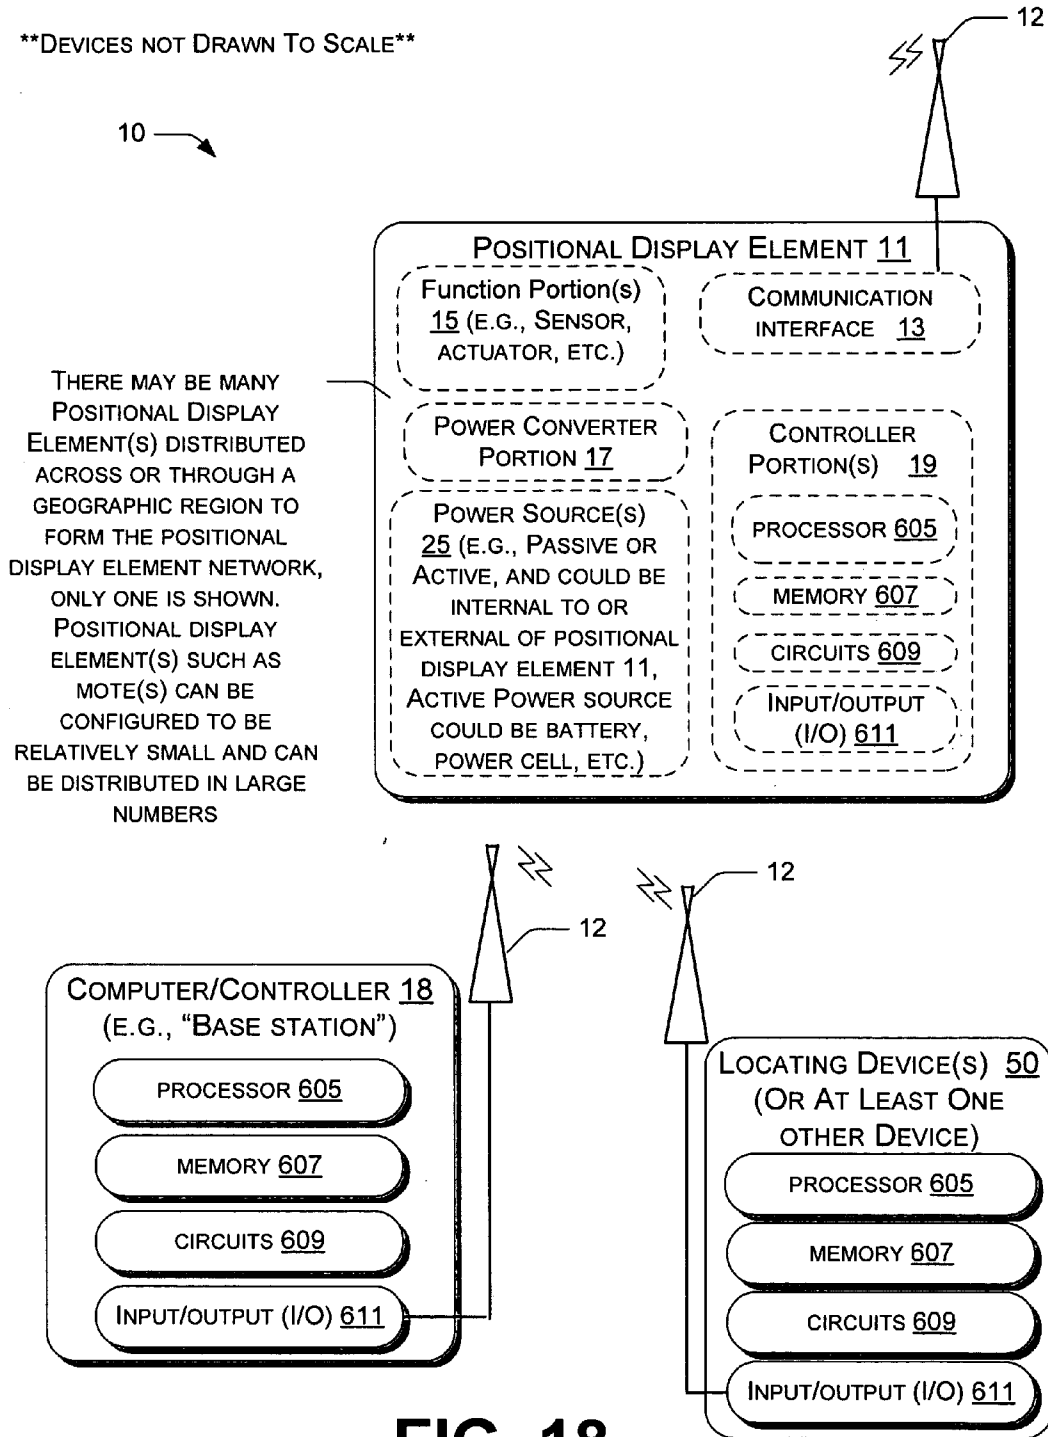 **DEVICES NOT DRAWN TO SCALE**
12
10
POSITIONAL DISPLAY ELEMENT 11
Function Portion(s)
15 (E.G., SENSOR,
ACTUATOR, ETC.)
COMMUNICATION
INTERFACE 13
POWER CONVERTER
PORTION 17
POWER SOURCE(S)
25 (E.G., PASSIVE OR
ACTIVE, AND COULD BE
INTERNAL TO OR
EXTERNAL OF POSITIONAL
DISPLAY ELEMENT 11,
ACTIVE POWER SOURCE
COULD BE BATTERY,
POWER CELL, ETC.)
CONTROLLER
PORTION(S) 19
PROCESSOR 605
MEMORY 607
CIRCUITS 609
INPUT/OUTPUT
(I/O) 611
THERE MAY BE MANY
POSITIONAL DISPLAY
ELEMENT(S) DISTRIBUTED
ACROSS OR THROUGH A
GEOGRAPHIC REGION TO
FORM THE POSITIONAL
DISPLAY ELEMENT NETWORK,
ONLY ONE IS SHOWN.
POSITIONAL DISPLAY
ELEMENT(S) SUCH AS
MOTE(S) CAN BE
CONFIGURED TO BE
RELATIVELY SMALL AND CAN
BE DISTRIBUTED IN LARGE
NUMBERS
12
12
COMPUTER/CONTROLLER 18
(E.G., "BASE STATION")
PROCESSOR 605
MEMORY 607
CIRCUITS 609
INPUT/OUTPUT (I/O) 611
LOCATING DEVICE(S) 50
(OR AT LEAST ONE
OTHER DEVICE)
PROCESSOR 605
MEMORY 607
CIRCUITS 609
INPUT/OUTPUT (I/O) 611
FIG. 18